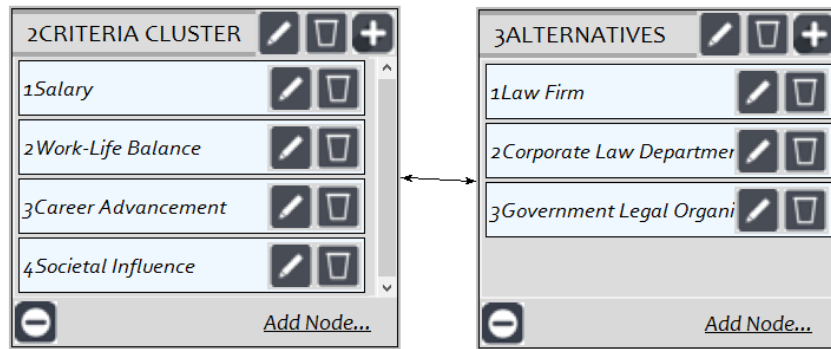 2CRITERIA CLUSTER
1Salary
2Work-Life Balance
3Career Advancement
4Societal Influence
Add Node...
3ALTERNATIVES
1Law Firm
2Corporate Law Departmer
3Government Legal Organi
Add Node...